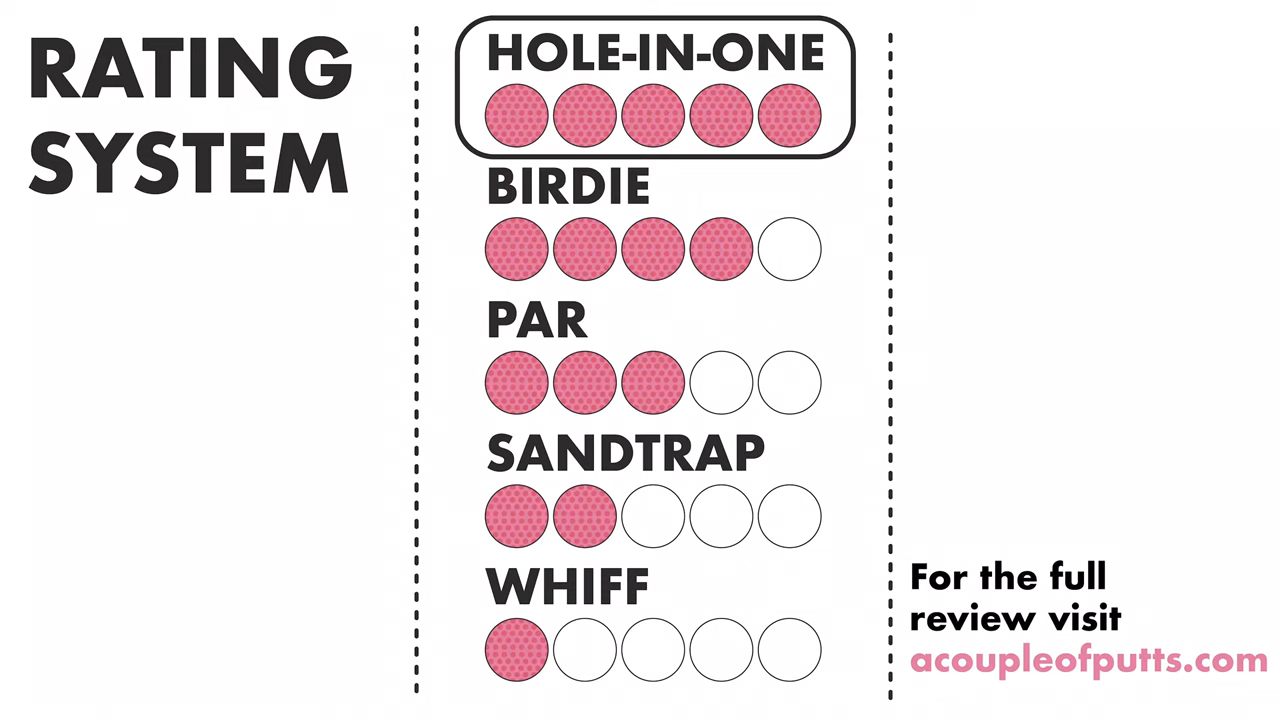 RATING
SYSTEM
HOLE-IN-ONE
BIRDIE
PAR
SANDTRAP
WHIFF
For the full
review visit
acoupleofputts.com